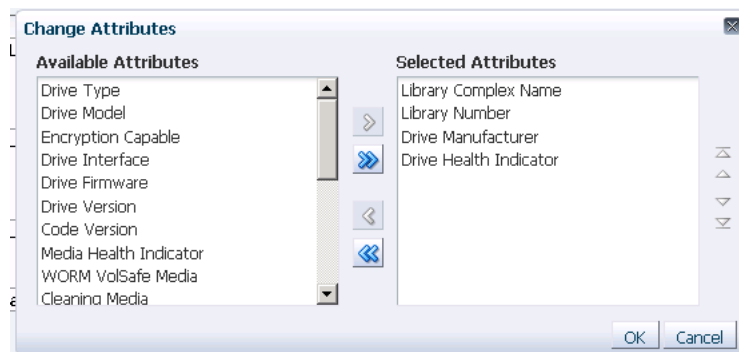 Change Attributes
Available Attributes
Drive Type
Drive Model
Encryption Capable
Drive Interface
Drive Firmware
Drive Version
Code Version
Media Health Indicator
WORM VolSafe Media
Cleaning Media
Selected Attributes
Library Complex Name
Library Number
Drive Manufacturer
Drive Health Indicator
OK
Cancel